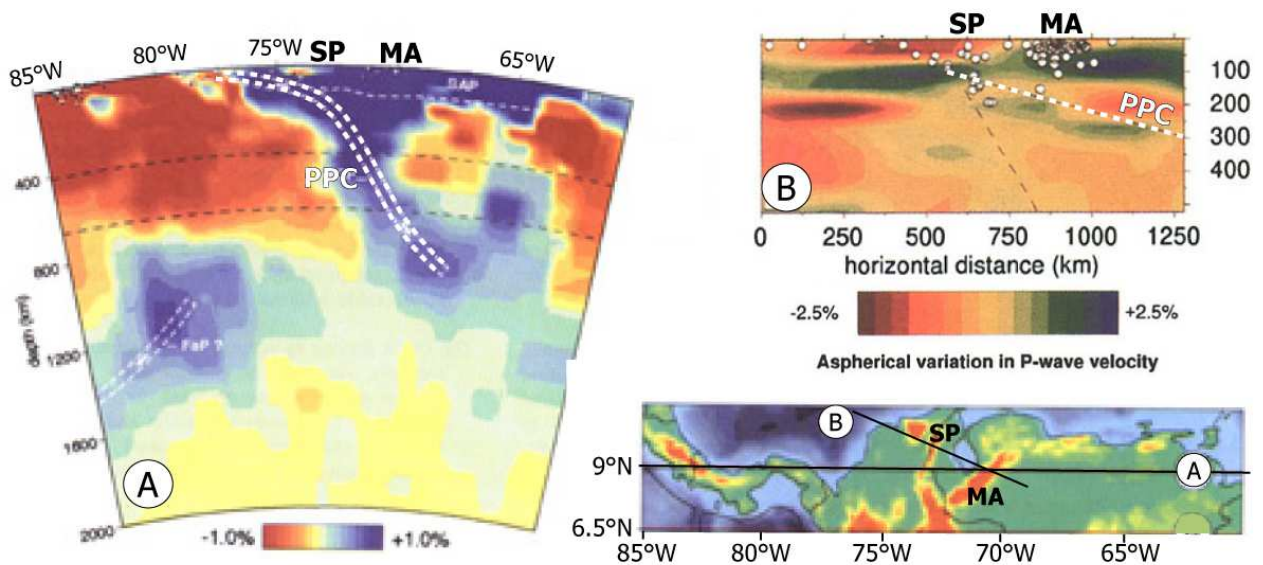 85°W
80°W
75°W
SP
MA
65°W
SAP
PPC
400
800
1200
1600
2000
depth (km)
FaP ?
A
-1.0%
+1.0%
SP
MA
100
200
300
400
PPC
B
0
250
500
750
1000
1250
horizontal distance (km)
-2.5%
+2.5%
Aspherical variation in P-wave velocity
B
SP
9°N
A
MA
6.5°N
85°W
80°W
75°W
70°W
65°W